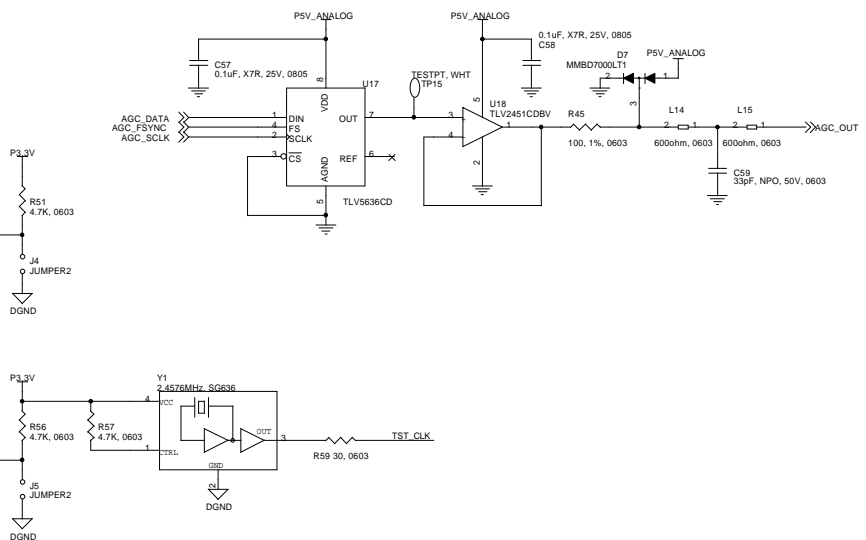 P5V_ANALOG
C57
0.1uF, X7R, 25V, 0805
8
VDD
U17
AGC_DATA
1
DIN
AGC_FSYNC
4
FS
AGC_SCLK
2
SCLK
3
CS
OUT
7
REF
6
AGND
5
TLV5636CD
TESTPT, WHT
TP15
P5V_ANALOG
0.1uF, X7R, 25V, 0805
C58
5
U18
TLV2451CDBV
3
4
1
2
R45
100, 1%, 0603
D7
MMBD7000LT1
P5V_ANALOG
2
1
3
L14
2
1
600ohm, 0603
L15
2
1
600ohm, 0603
AGC_OUT
C59
33pF, NPO, 50V, 0603
P3.3V
R51
4.7K, 0603
J4
JUMPER2
DGND
P3.3V
R56
4.7K, 0603
R57
4.7K, 0603
J5
JUMPER2
DGND
Y1
2.4576MHz, SG636
4
VCC
1
CTRL
OUT
3
GND
2
DGND
R59 30, 0603
TST_CLK